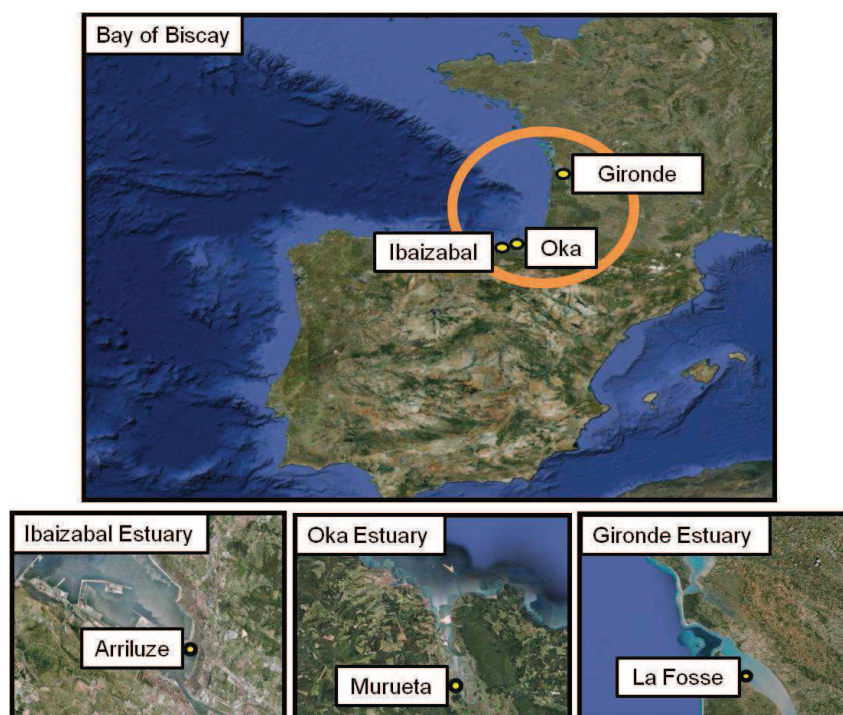 Bay of Biscay
Gironde
Ibaizabal
Oka
Ibaizabal Estuary
Oka Estuary
Gironde Estuary
Arriluze
Murueta
La Fosse